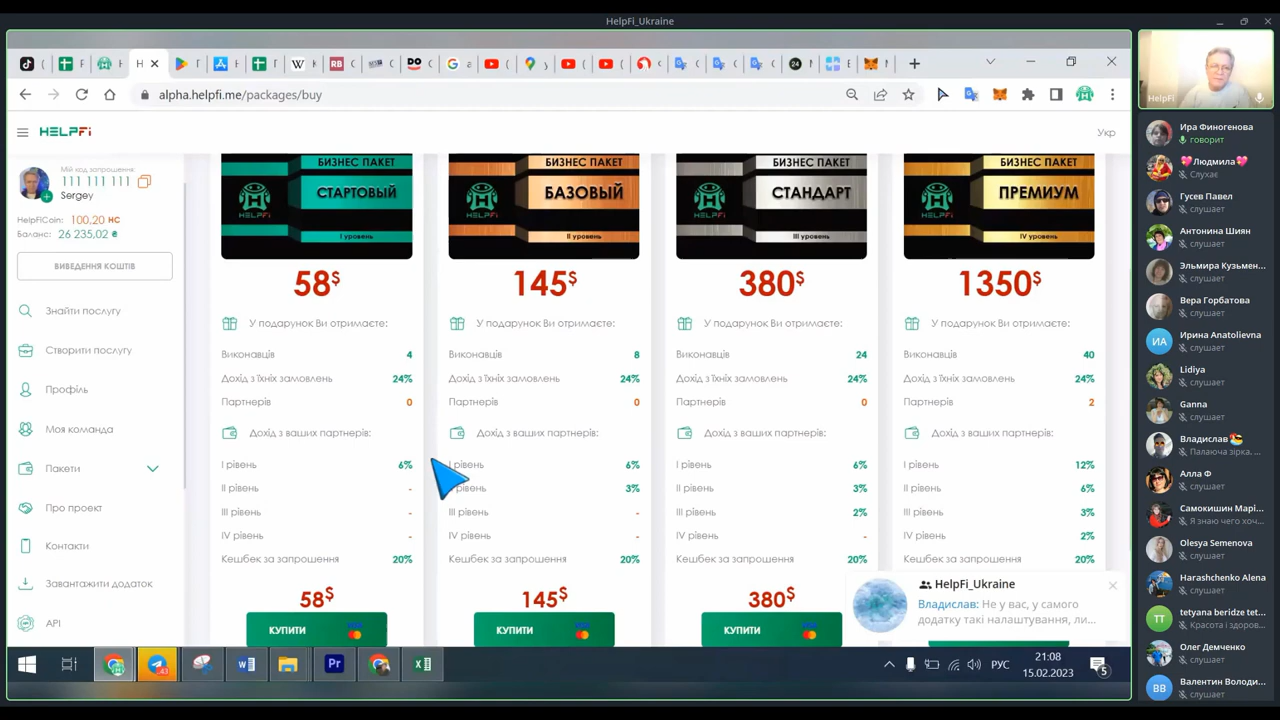 HelpFi_Ukraine
alpha.helpfi.me/packages/buy
HELPFi
Укр
Мій код запрошення:
111 111 111
Sergey
HelpFiCoin: 100,20 HC
Баланс: 26 235,02 ₴
ВИВЕДЕННЯ КОШТІВ
Знайти послугу
Створити послугу
Профіль
Моя команда
Пакети
Про проект
Контакти
Завантажити додаток
API
БИЗНЕС ПАКЕТ
СТАРТОВЫЙ
HELPFi
I уровень
58$
У подарунок Ви отримаєте:
Виконавців 4
Дохід з їхніх замовлень 24%
Партнерів 0
Дохід з ваших партнерів:
I рівень 6%
II рівень -
III рівень -
IV рівень -
Кешбек за запрошення 20%
58$
КУПИТИ
БИЗНЕС ПАКЕТ
БАЗОВЫЙ
HELPFi
II уровень
145$
У подарунок Ви отримаєте:
Виконавців 8
Дохід з їхніх замовлень 24%
Партнерів 0
Дохід з ваших партнерів:
I рівень 6%
рівень 3%
III рівень -
IV рівень -
Кешбек за запрошення 20%
145$
КУПИТИ
БИЗНЕС ПАКЕТ
СТАНДАРТ
HELPFi
III уровень
380$
У подарунок Ви отримаєте:
Виконавців 24
Дохід з їхніх замовлень 24%
Партнерів 0
Дохід з ваших партнерів:
I рівень 6%
II рівень 3%
III рівень 2%
IV рівень -
Кешбек за запрошення 20%
380$
КУПИТИ
БИЗНЕС ПАКЕТ
ПРЕМИУМ
HELPFi
IV уровень
1350$
У подарунок Ви отримаєте:
Виконавців 40
Дохід з їхніх замовлень 24%
Партнерів 2
Дохід з ваших партнерів:
I рівень 12%
II рівень 6%
III рівень 3%
IV рівень 2%
Кешбек за запрошення 20%
HelpFi_Ukraine
Владислав: Не у вас, у самого
додатку такі налаштування, ли...
РУС
21:08
15.02.2023
5
HelpFi
Ира Финогенова
говорит
Людмила
Слухає
Гусев Павел
слушает
Антонина Шиян
слушает
Эльмира Кузьмен...
слушает
Вера Горбатова
слушает
ИА
Ирина Anatolievna
слушает
Lidiya
слушает
Ganna
слушает
Владислав
Палаюча зірка. ...
Алла Ф
слушает
Самокишин Марі...
Я знаю чего хоч...
Olesya Semenova
слушает
Harashchenko Alena
слушает
TT
tetyana beridze tet...
Красота і здоров...
Олег Демченко
слушает
ВВ
Валентин Володи...
слушает